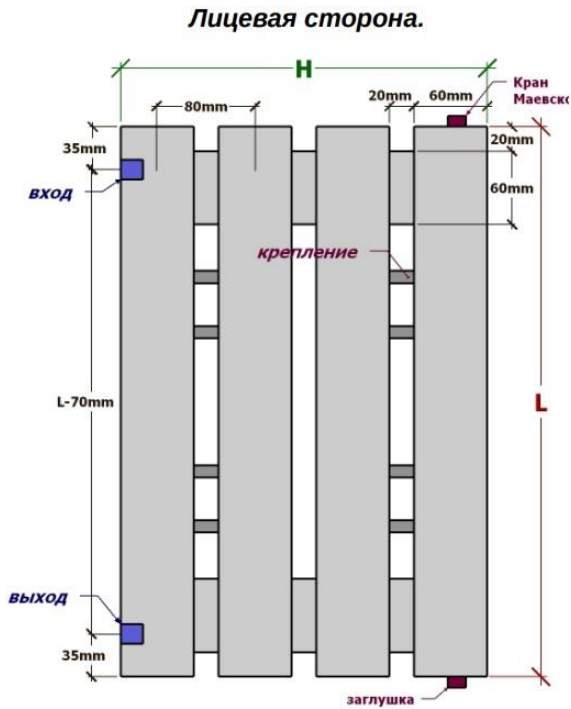 Лицевая сторона.
H
Кран
80mm
20mm
60mm
35mm
20mm
вход
60mm
крепление
L-70mm
L
выход
35mm
заглушка